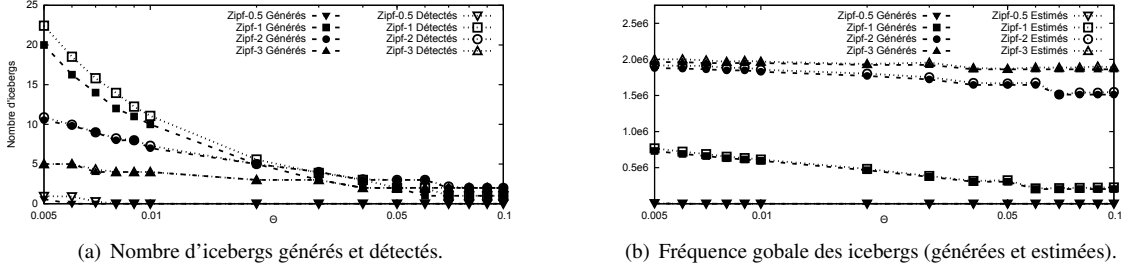 25
20
15
10
5
0
0.005
0.01
0.05
0.1
Θ
Nombre d'icebergs
Zipf-0.5 Générés
Zipf-1 Générés
Zipf-2 Générés
Zipf-3 Générés
Zipf-0.5 Détectés
Zipf-1 Détectés
Zipf-2 Détectés
Zipf-3 Détectés
(a) Nombre d'icebergs générés et détectés.
2.5e6
2.0e6
1.5e6
1.0e6
0.5e6
0.005
0.01
0.05
0.1
Θ
Zipf-0.5 Générés
Zipf-1 Générés
Zipf-2 Générés
Zipf-3 Générés
Zipf-0.5 Estimés
Zipf-1 Estimés
Zipf-2 Estimés
Zipf-3 Estimés
(b) Fréquence gobale des icebergs (générées et estimées).